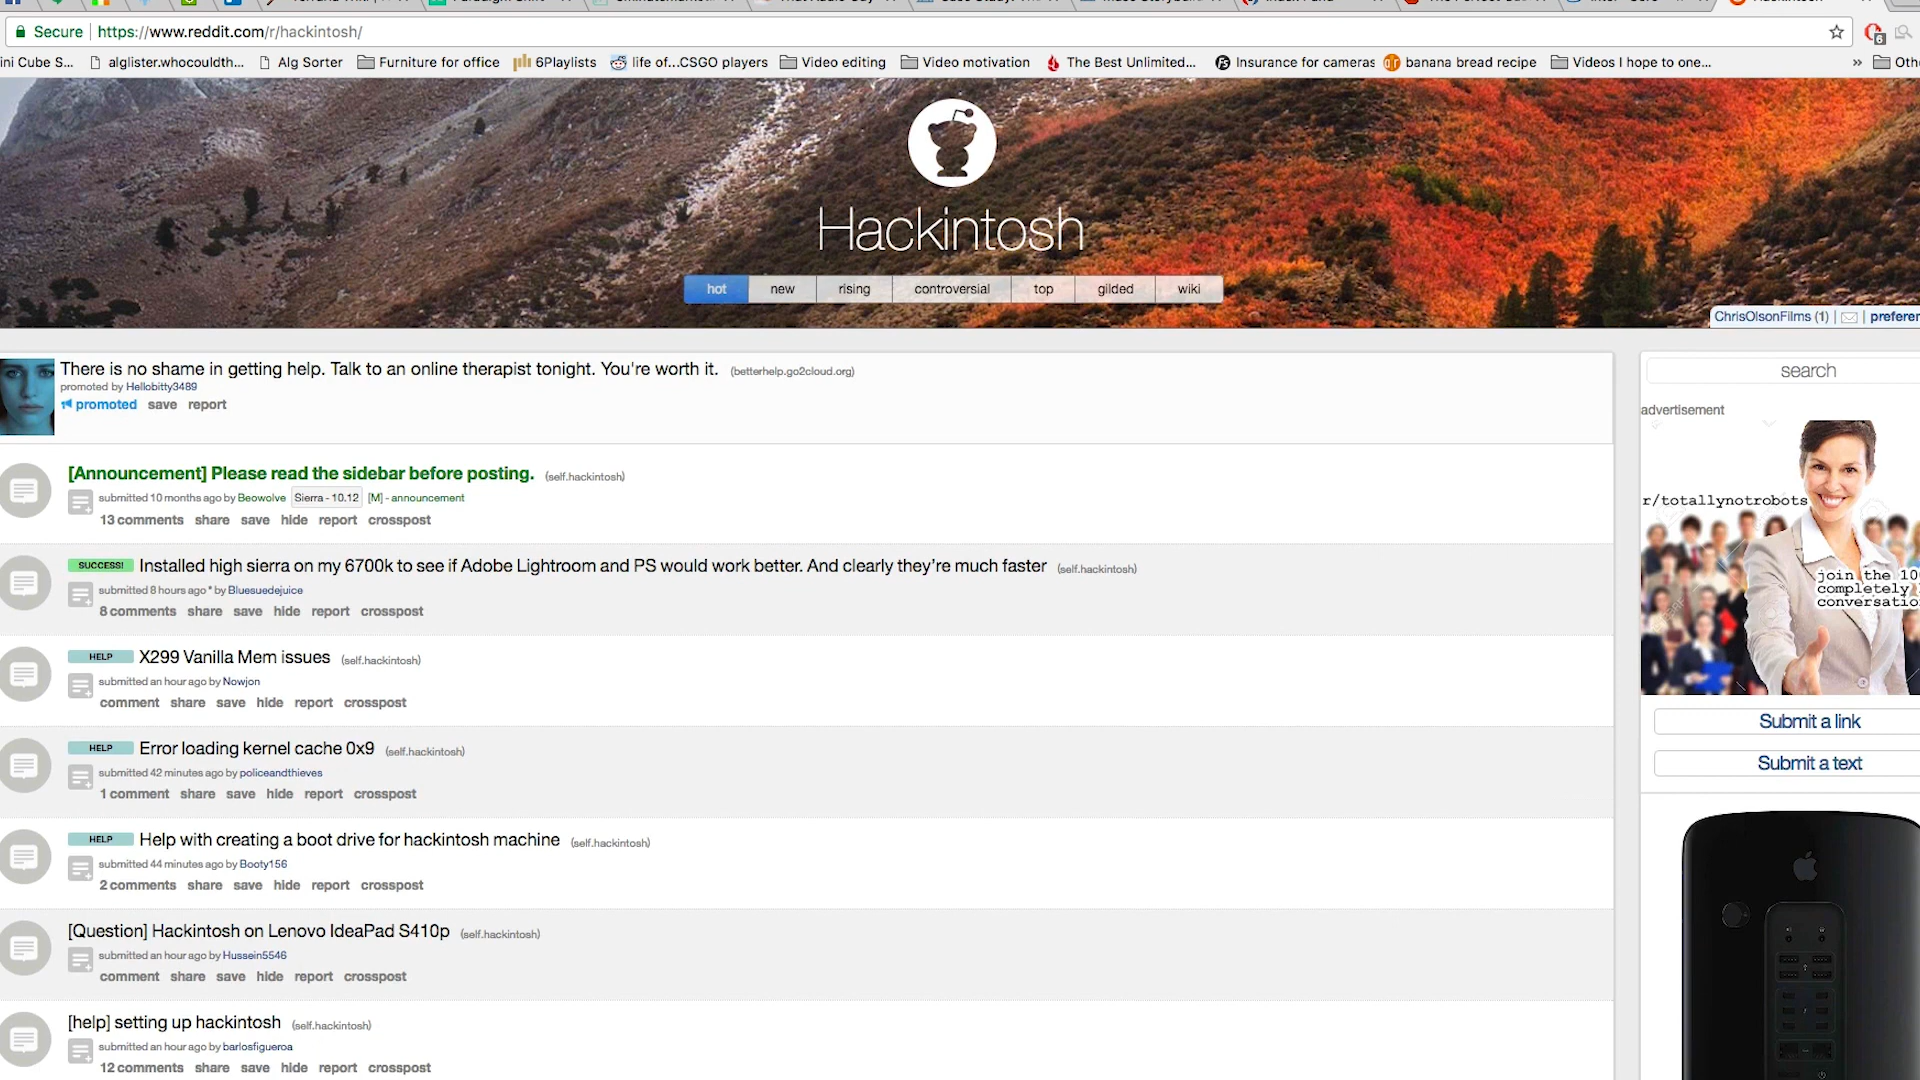 Secure
https://www.reddit.com/r/hackintosh/
ini Cube S...
alglister.whocouldth...
Alg Sorter
Furniture for office
6Playlists
life of...CSGO players
Video editing
Video motivation
The Best Unlimited...
Insurance for cameras
banana bread recipe
Videos I hope to one...
»
Oth
6
Hackintosh
hot
new
rising
controversial
top
gilded
wiki
ChrisOlsonFilms (1) | | prefere
There is no shame in getting help. Talk to an online therapist tonight. You're worth it. (betterhelp.go2cloud.org)
promoted by Hellobitty3489
promoted save report
[Announcement] Please read the sidebar before posting. (self.hackintosh)
submitted 10 months ago by Beowolve Sierra - 10.12 [M] - announcement
13 comments share save hide report crosspost
SUCCESS! Installed high sierra on my 6700k to see if Adobe Lightroom and PS would work better. And clearly they're much faster (self.hackintosh)
submitted 8 hours ago * by Bluesuedejuice
8 comments share save hide report crosspost
HELP X299 Vanilla Mem issues (self.hackintosh)
submitted an hour ago by Nowjon
comment share save hide report crosspost
HELP Error loading kernel cache 0x9 (self.hackintosh)
submitted 42 minutes ago by policeandthieves
1 comment share save hide report crosspost
HELP Help with creating a boot drive for hackintosh machine (self.hackintosh)
submitted 44 minutes ago by Booty156
2 comments share save hide report crosspost
[Question] Hackintosh on Lenovo IdeaPad S410p (self.hackintosh)
submitted an hour ago by Hussein5546
comment share save hide report crosspost
[help] setting up hackintosh (self.hackintosh)
submitted an hour ago by barlosfigueroa
12 comments share save hide report crosspost
search
advertisement
r/totallynotrobots
join the 10
completely
conversatio
Submit a link
Submit a text